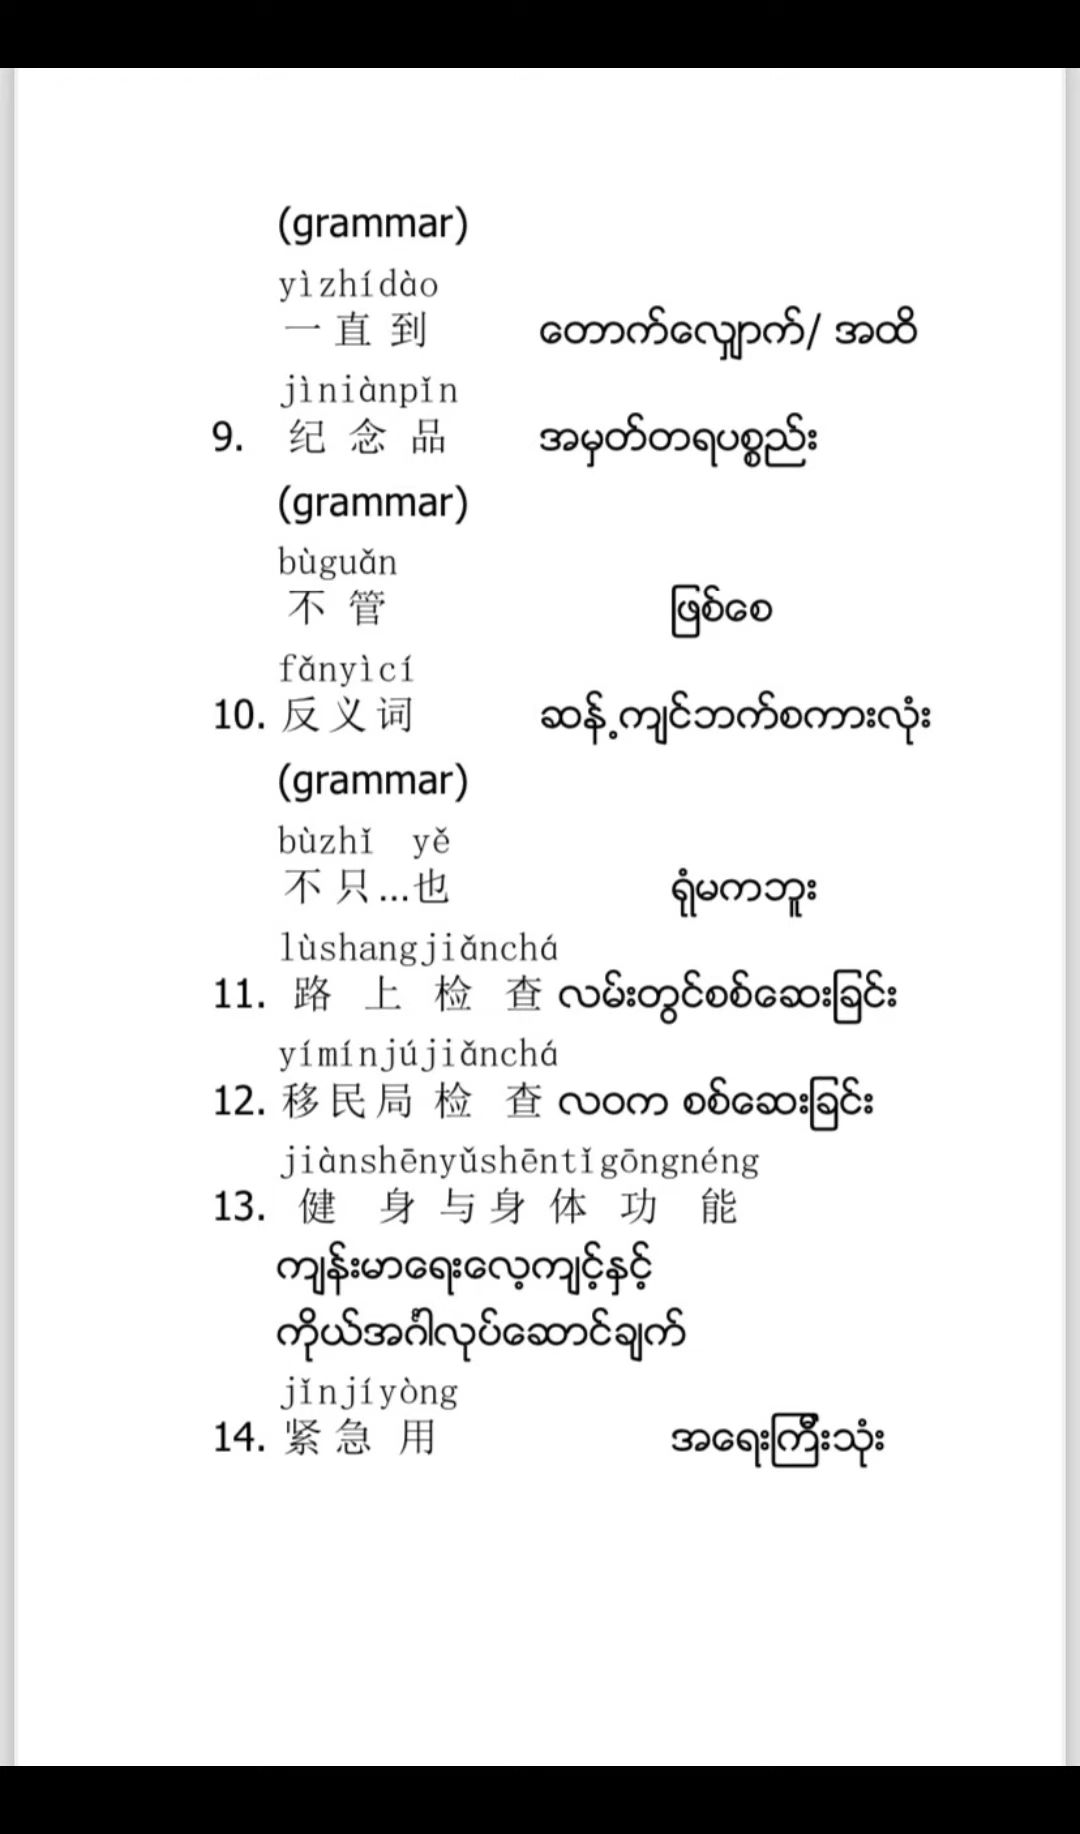 (grammar)
yìzhídào
一直到 တောက်လျှောက်/ အထိ
jìniànpǐn
9. 纪念品 အမှတ်တရပစ္စည်း
(grammar)
bùguǎn
不管 ဖြစ်စေ
fǎnyìcí
10. 反义词 ဆန့်ကျင်ဘက်စကားလုံး
(grammar)
bùzhǐ yě
不只...也 ရုံမကဘူး
lùshangjiǎnchá
11. 路上检查 လမ်းတွင်စစ်ဆေးခြင်း
yímínjújiǎnchá
12. 移民局检查 လဝက စစ်ဆေးခြင်း
jiànshēnyǔshēntǐgōngnéng
13. 健身与身体功能
ကျန်းမာရေးလေ့ကျင့်နှင့်
ကိုယ်အင်္ဂါလုပ်ဆောင်ချက်
jǐnjíyòng
14. 紧急用 အရေးကြီးသုံး